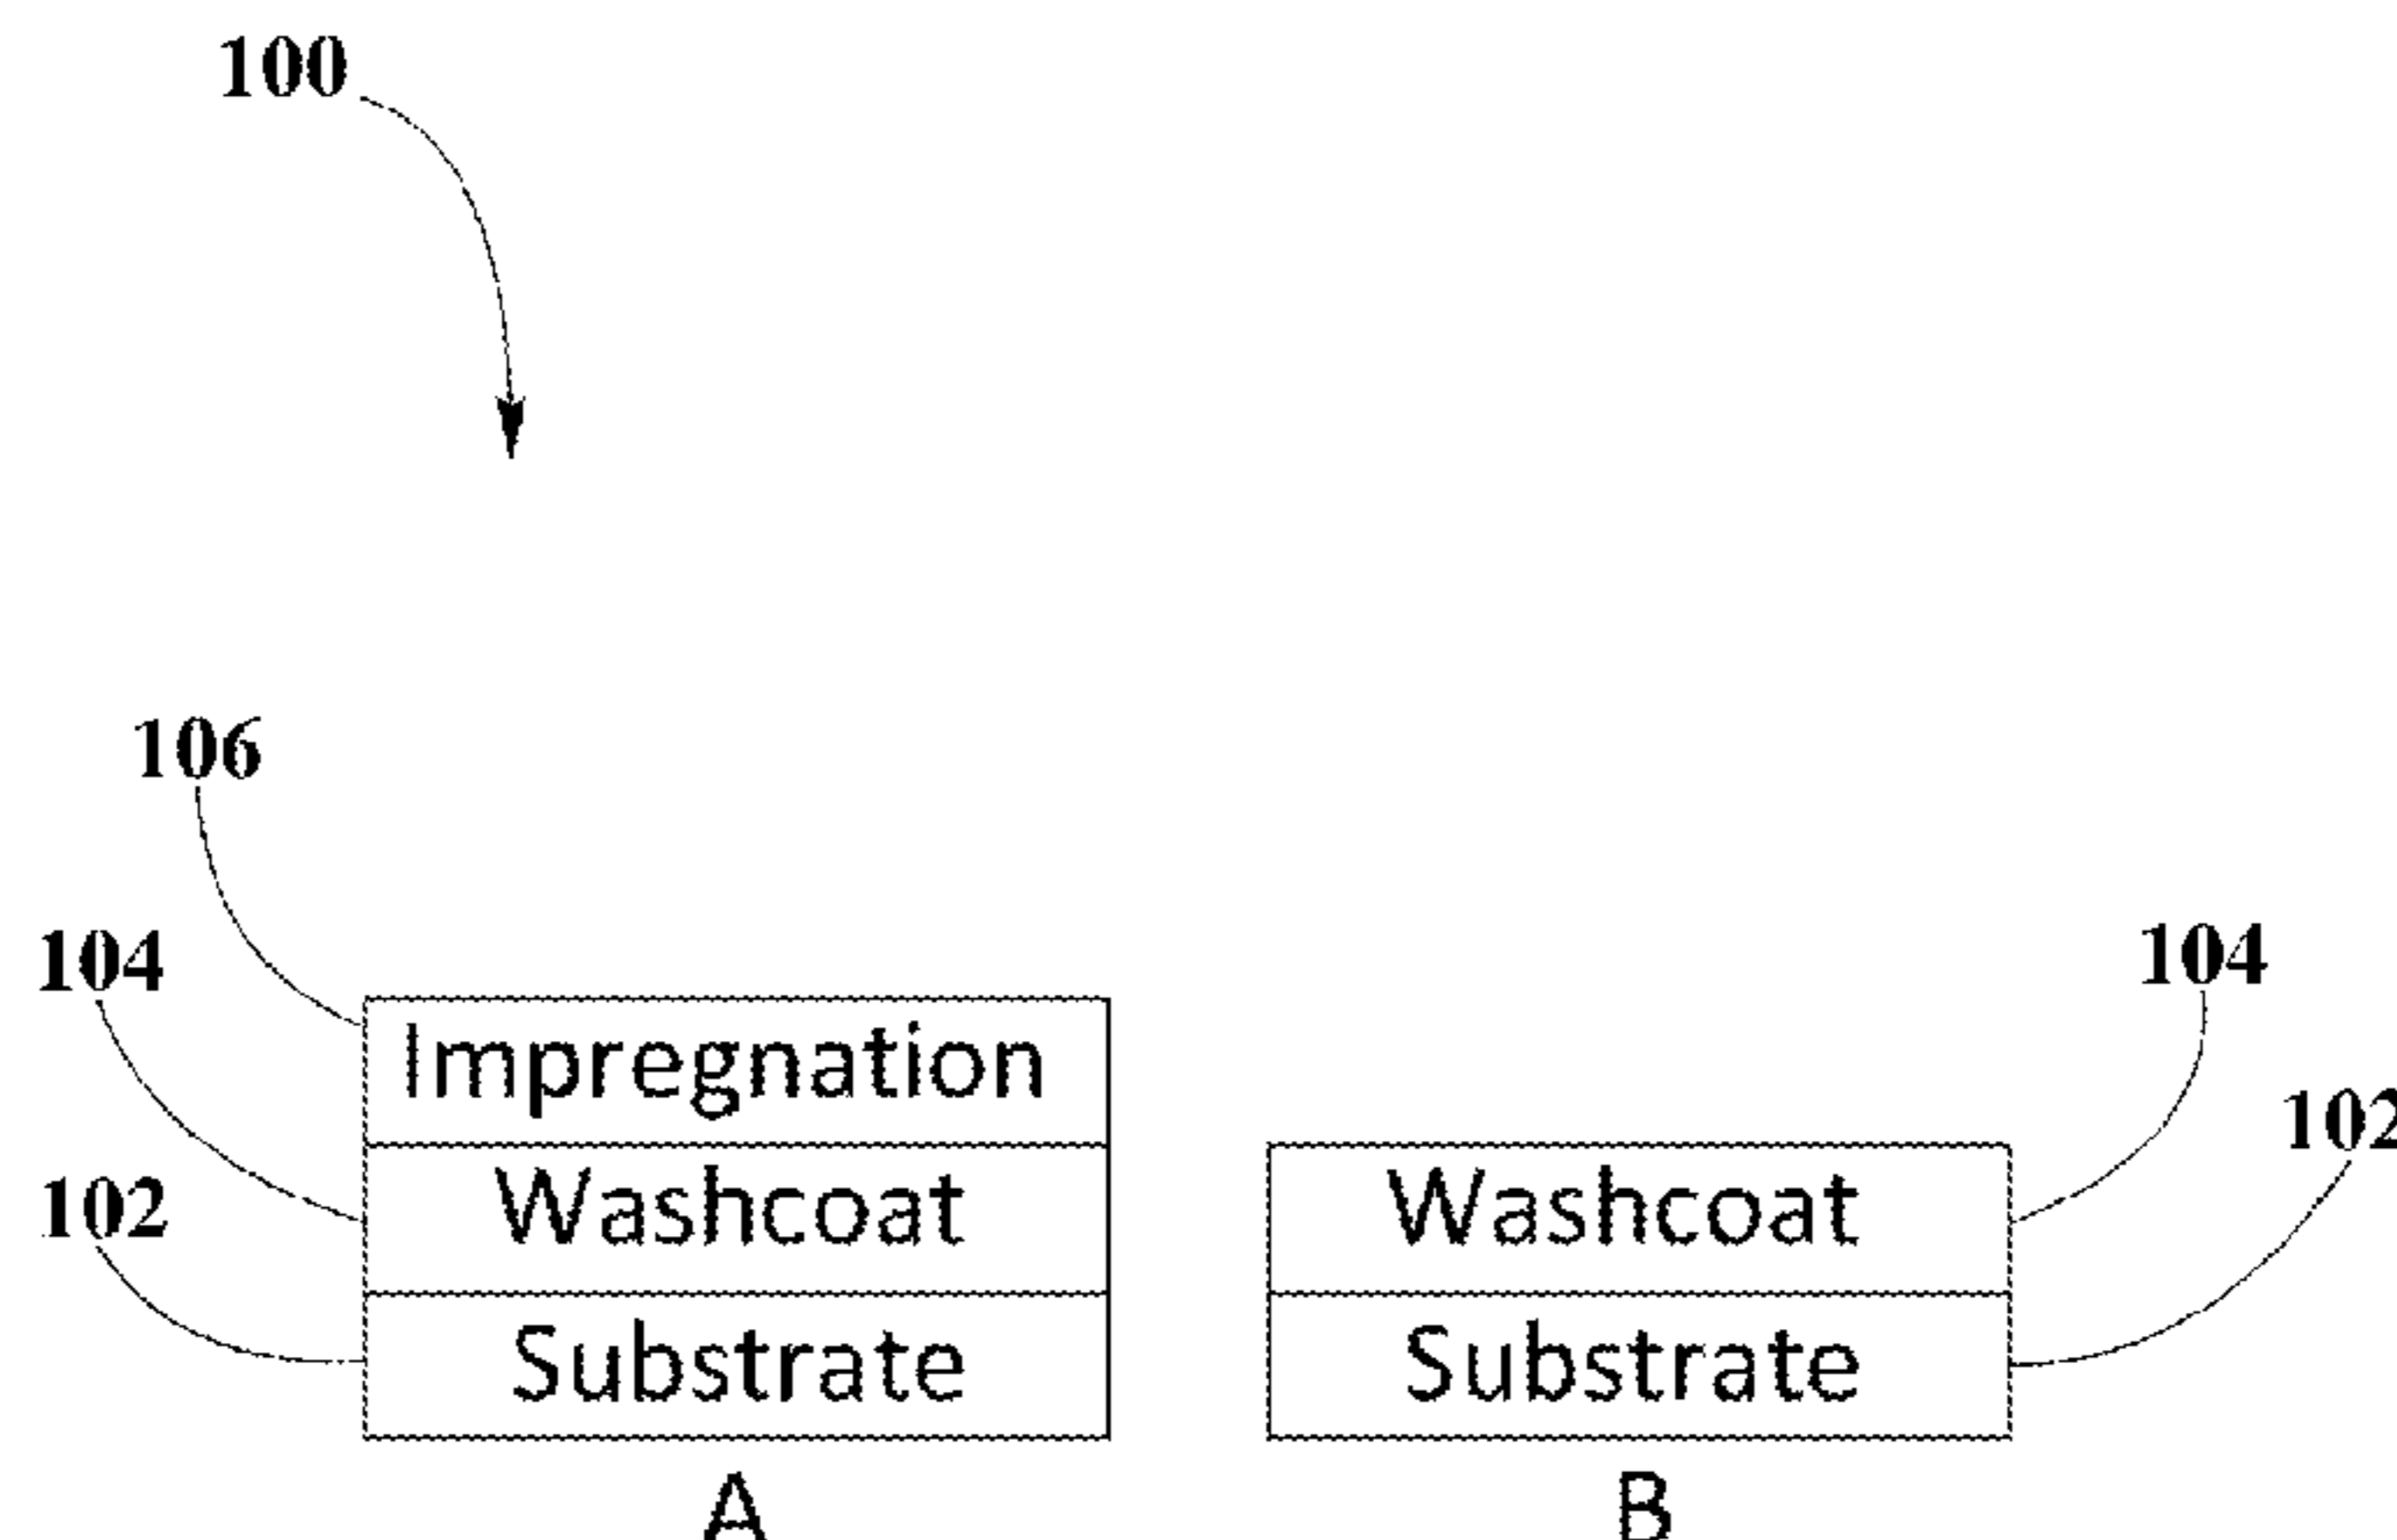 100
106
104
104
Impregnation
102
102
Washcoat
Washcoat
Substrate
Substrate
A
B